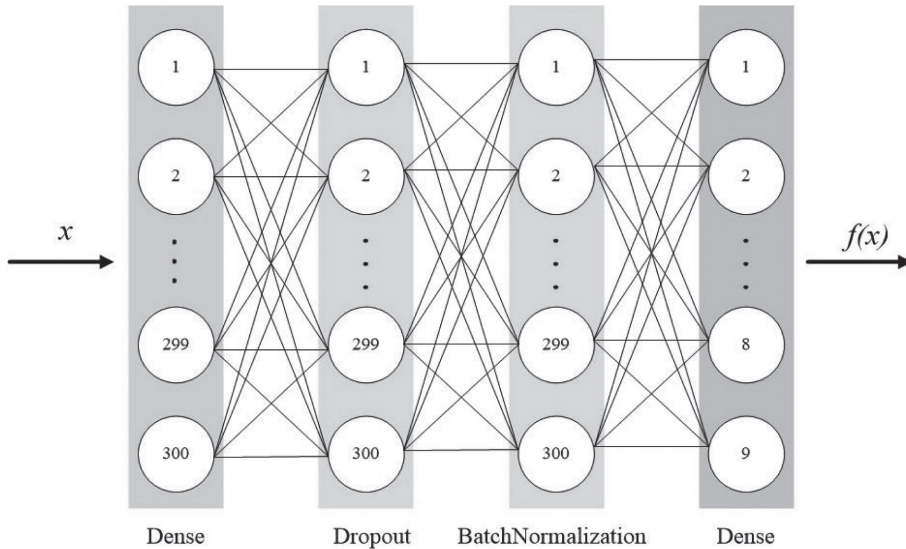 1 1 1 1
2 2 2 2
x f(x)
299 299 299 8
300 300 300 9
Dense Dropout BatchNormalization Dense